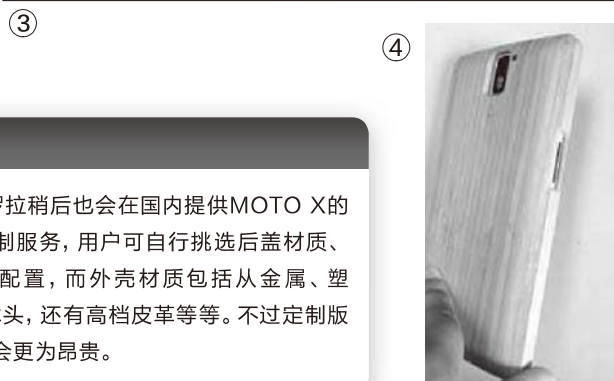 ③
④
拉稍后也会在国内提供MOTO X的
制服务，用户可自行挑选后盖材质、
配置，而外壳材质包括从金属、塑
头，还有高档皮革等等。不过定制版
会更为昂贵。